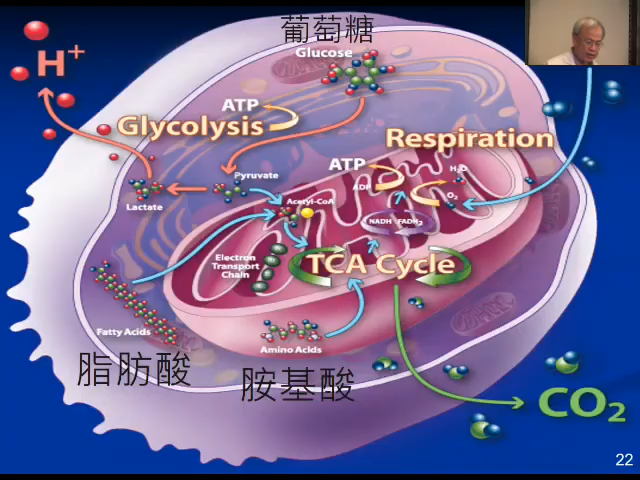 葡萄糖
Glucose
H+
ATP
Glycolysis
Respiration
ATP
ADP
H₂O
O₂
Pyruvate
Lactate
Acetyl-CoA
NADH
FADH₂
Electron
Transport
Chain
TCA Cycle
Fatty Acids
Amino Acids
脂肪酸
胺基酸
CO₂
22